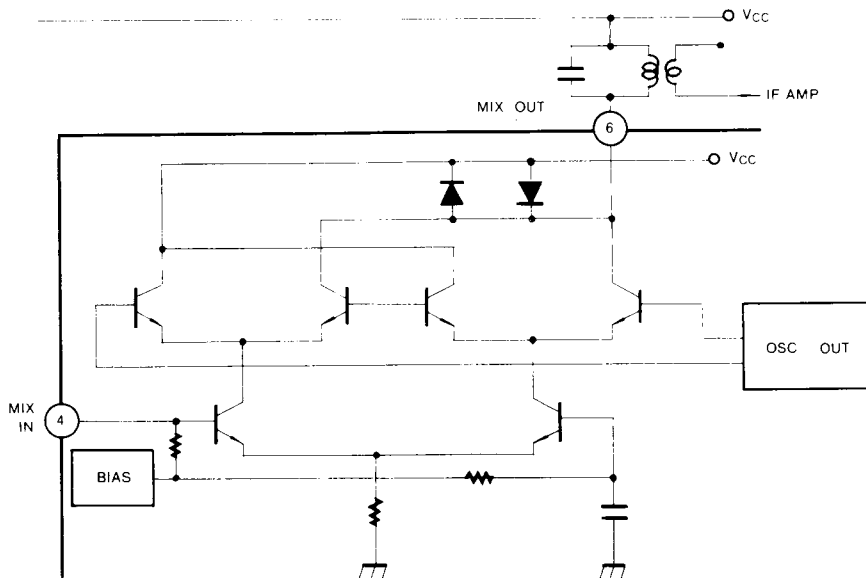 VCC
IF AMP
MIX OUT
6
VCC
OSC OUT
MIX
IN
4
BIAS